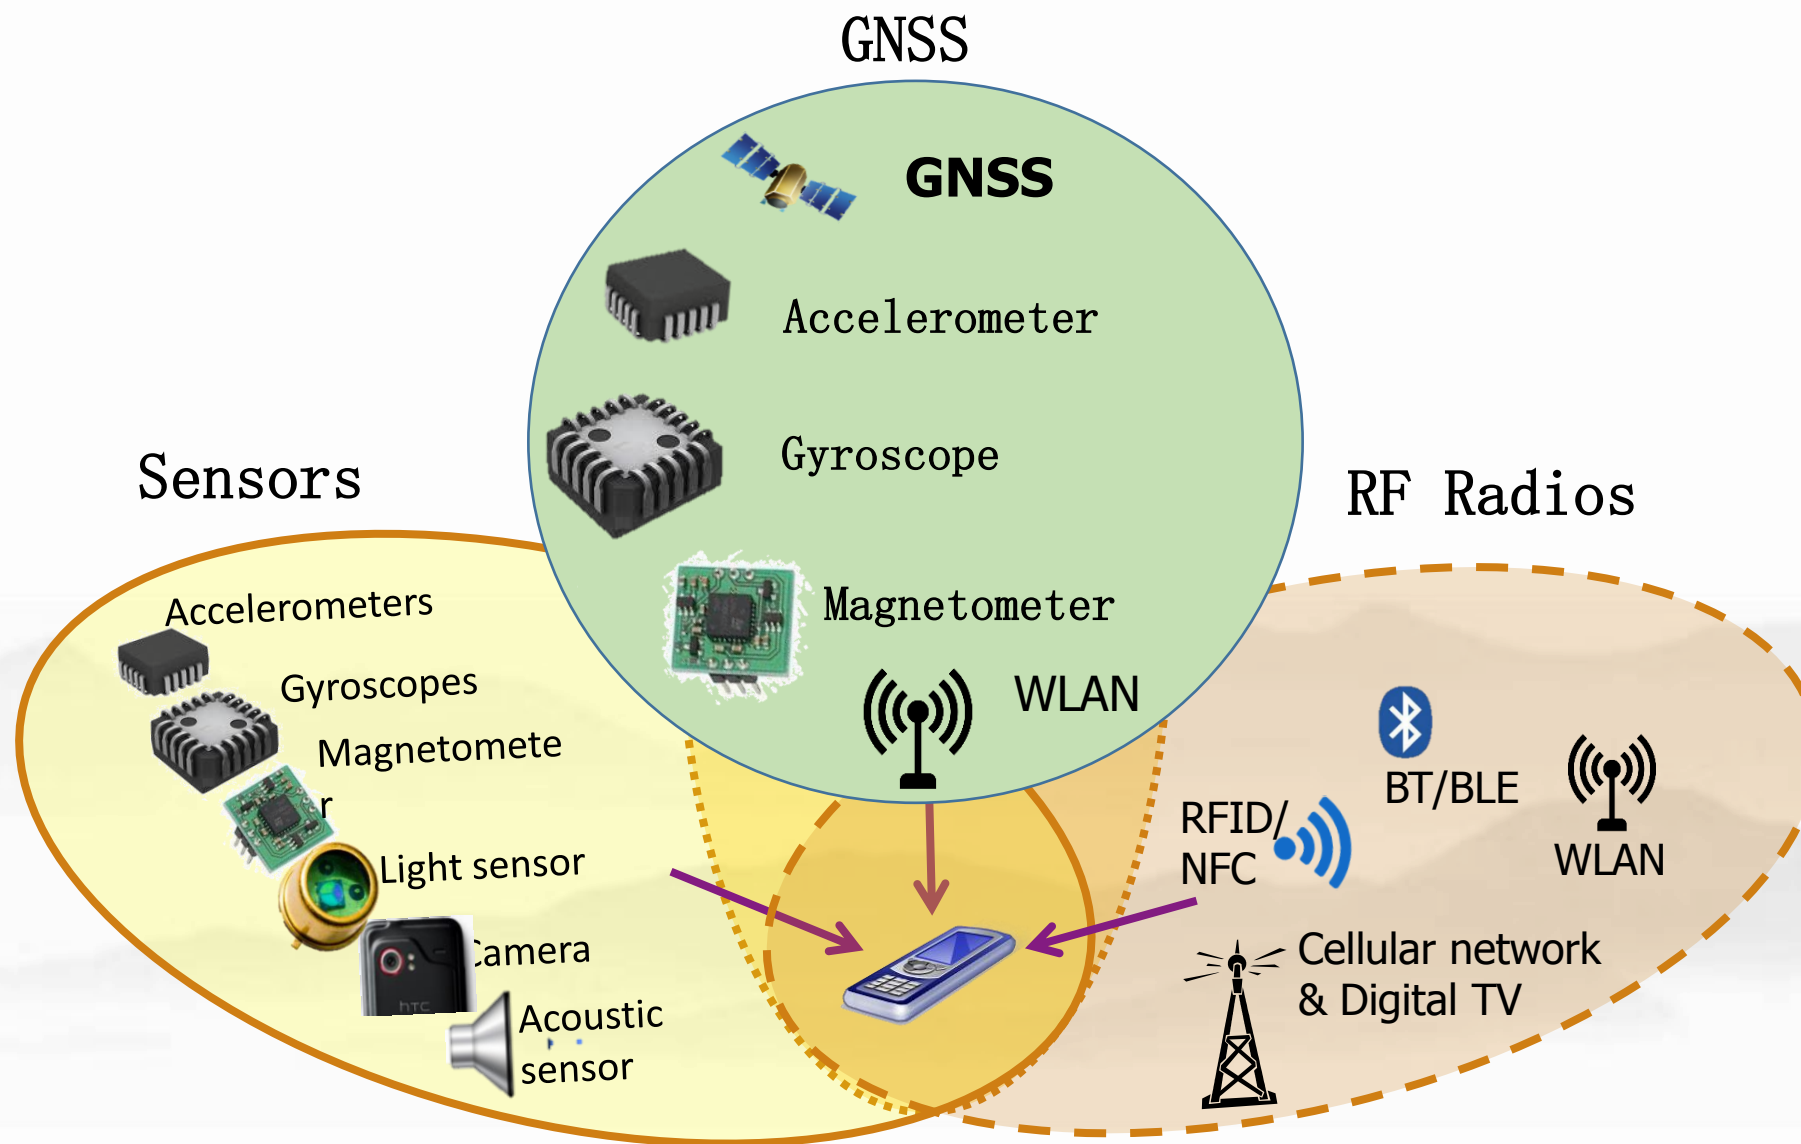 GNSS
GNSS
Accelerometer
Gyroscope
Magnetometer
WLAN
Sensors
Accelerometers
Gyroscopes
Magnetomete
r
Light sensor
Camera
hTC
Acoustic
sensor
RF Radios
BT/BLE
RFID/
NFC
WLAN
Cellular network
& Digital TV